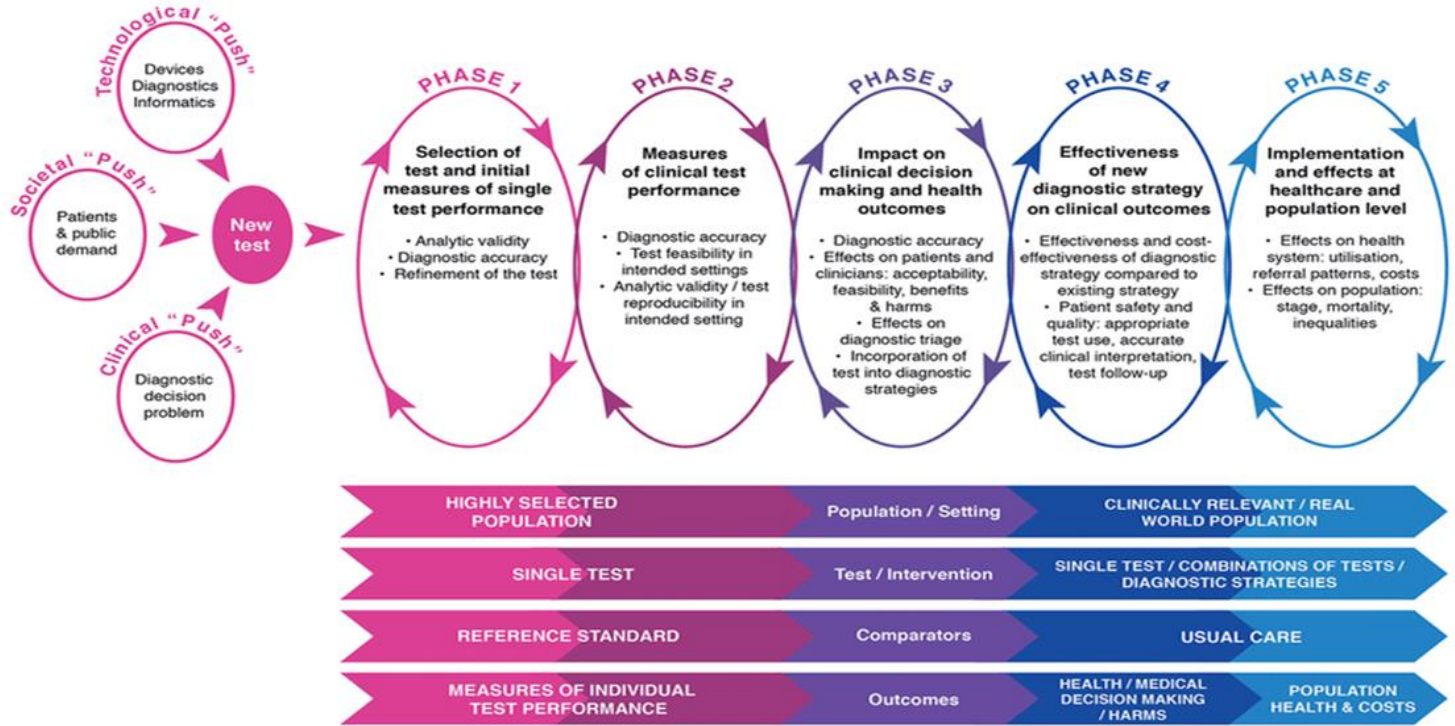 Technological "Push"
Devices
Diagnostics
Informatics
Societal "Push"
Patients
& public
demand
New
test
Clinical "Push"
Diagnostic
decision
problem
PHASE 1
Selection of
test and initial
measures of single
test performance
• Analytic validity
• Diagnostic accuracy
• Refinement of the test
PHASE 2
Measures
of clinical test
performance
• Diagnostic accuracy
• Test feasibility in
intended settings
• Analytic validity / test
reproducibility in
intended setting
PHASE 3
Impact on
clinical decision
making and health
outcomes
• Diagnostic accuracy
• Effects on patients and
clinicians: acceptability,
feasibility, benefits
& harms
• Effects on
diagnostic triage
• Incorporation of
test into diagnostic
strategies
PHASE 4
Effectiveness
of new
diagnostic strategy
on clinical outcomes
• Effectiveness and cost-
effectiveness of diagnostic
strategy compared to
existing strategy
• Patient safety and
quality: appropriate
test use, accurate
clinical interpretation,
test follow-up
PHASE 5
Implementation
and effects at
healthcare and
population level
• Effects on health
system: utilisation,
referral patterns, costs
• Effects on population:
stage, mortality,
inequalities
HIGHLY SELECTED
POPULATION
Population / Setting
CLINICALLY RELEVANT / REAL
WORLD POPULATION
SINGLE TEST
Test / Intervention
SINGLE TEST / COMBINATIONS OF TESTS /
DIAGNOSTIC STRATEGIES
REFERENCE STANDARD
Comparators
USUAL CARE
MEASURES OF INDIVIDUAL
TEST PERFORMANCE
Outcomes
HEALTH / MEDICAL
DECISION MAKING
/ HARMS
POPULATION
HEALTH & COSTS